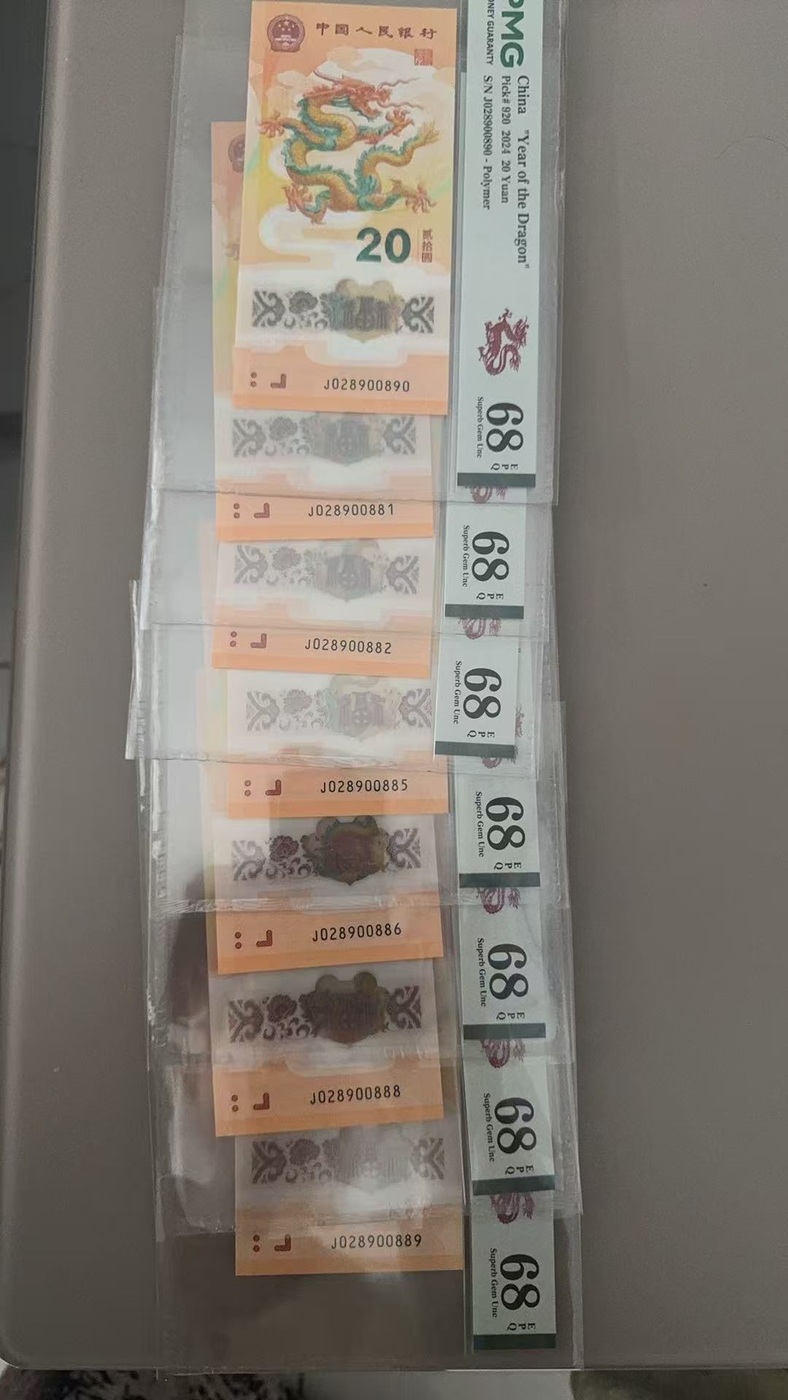 中国人民银行
20
贰拾圆
J028900890
PMG
MONEY GUARANTY
China "Year of the Dragon"
Pick# 920 2024 20 Yuan
S/N J028900890 - Polymer
68
EPQ
Superb Gem Unc
J028900881
68
EPQ
Superb Gem Unc
J028900882
68
EPQ
Superb Gem Unc
J028900885
68
EPQ
Superb Gem Unc
J028900886
68
EPQ
Superb Gem Unc
J028900888
68
EPQ
Superb Gem Unc
J028900889
68
EPQ
Superb Gem Unc